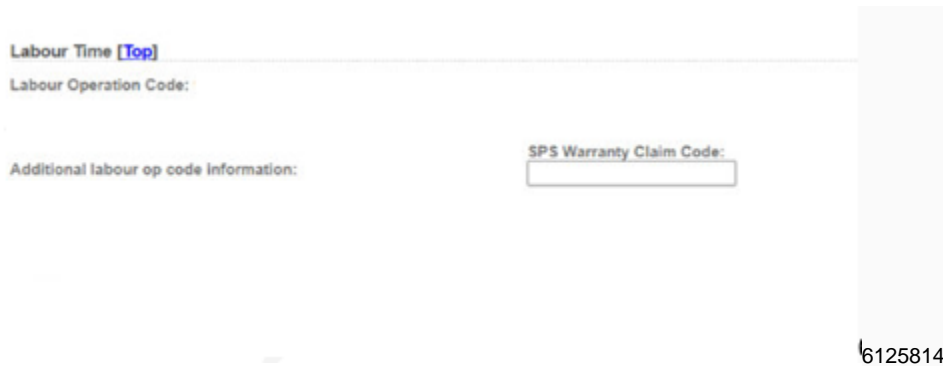 Labour Time [Top]
Labour Operation Code:
SPS Warranty Claim Code:
Additional labour op code information:
6125814